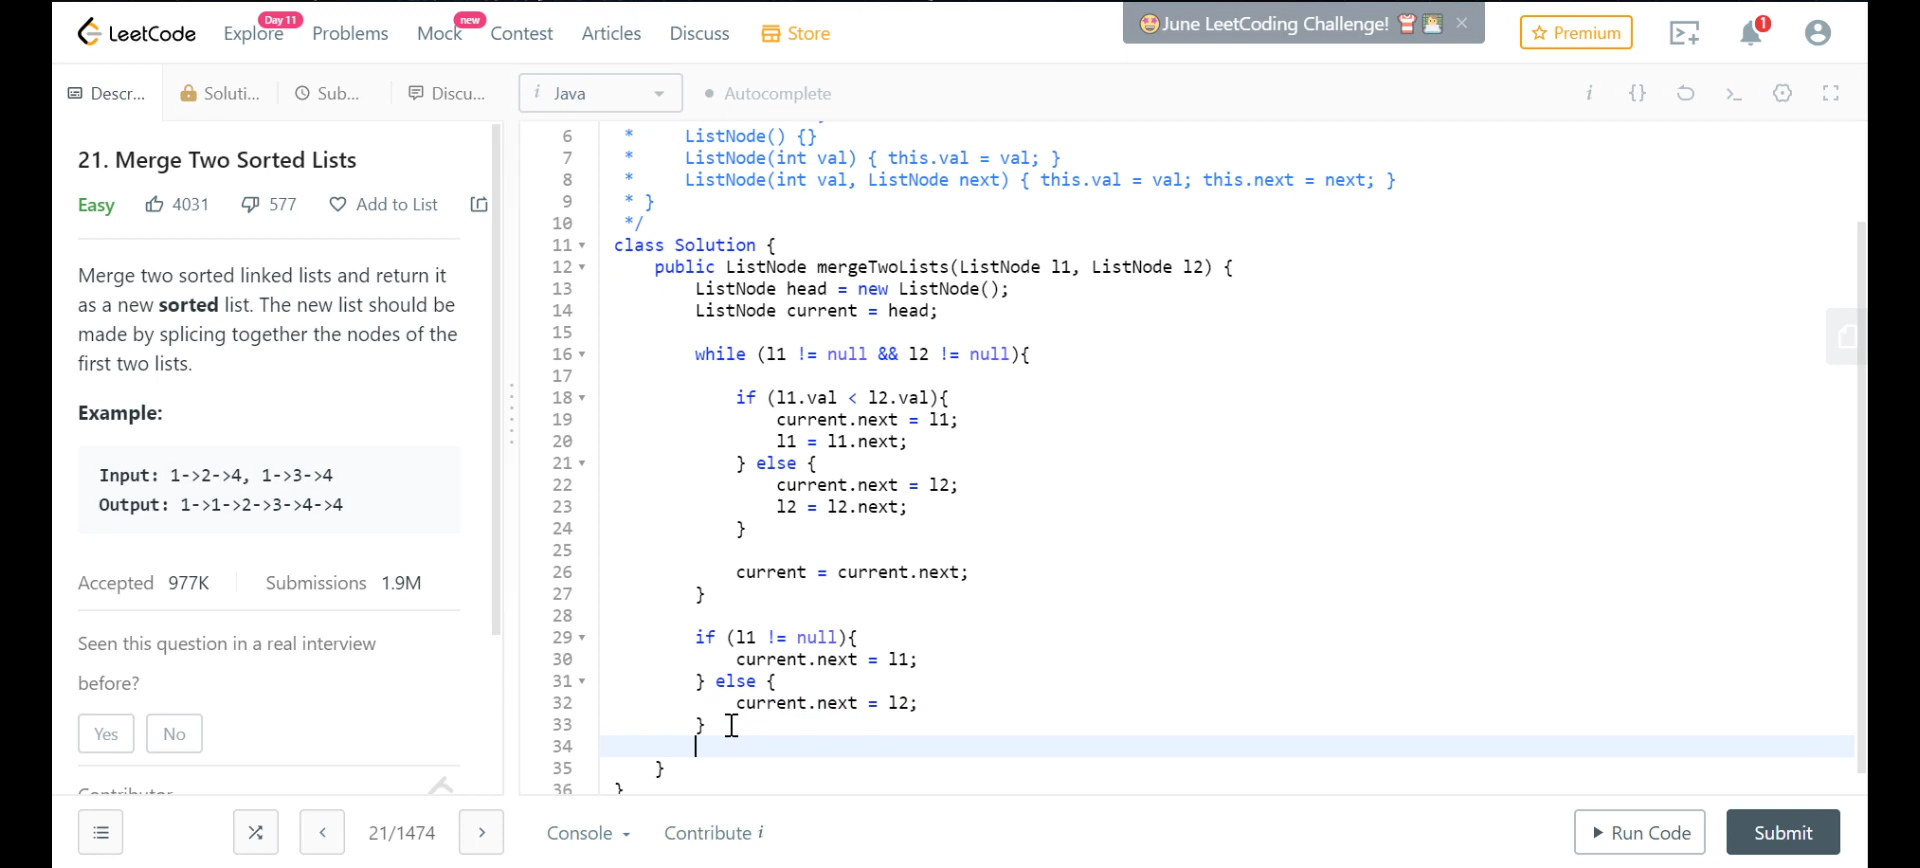 LeetCode
Explore
Day 11
Problems
Mock
new
Contest
Articles
Discuss
Store
June LeetCoding Challenge!
Premium
1
Descr...
Soluti...
Sub...
Discu...
i Java
Autocomplete
i
{}
21. Merge Two Sorted Lists
Easy
4031
577
Add to List
Merge two sorted linked lists and return it
as a new sorted list. The new list should be
made by splicing together the nodes of the
first two lists.
Example:
Input: 1->2->4, 1->3->4
Output: 1->1->2->3->4->4
Accepted 977K
Submissions 1.9M
Seen this question in a real interview
before?
Yes
No
6 * ListNode() {}
7 * ListNode(int val) { this.val = val; }
8 * ListNode(int val, ListNode next) { this.val = val; this.next = next; }
9 * }
10 */
11 class Solution {
12 public ListNode mergeTwoLists(ListNode l1, ListNode l2) {
13 ListNode head = new ListNode();
14 ListNode current = head;
15
16 while (l1 != null && l2 != null){
17
18 if (l1.val < l2.val){
19 current.next = l1;
20 l1 = l1.next;
21 } else {
22 current.next = l2;
23 l2 = l2.next;
24 }
25
26 current = current.next;
27 }
28
29 if (l1 != null){
30 current.next = l1;
31 } else {
32 current.next = l2;
33 }
34
35 }
36 }
21/1474
Console
Contribute i
Run Code
Submit